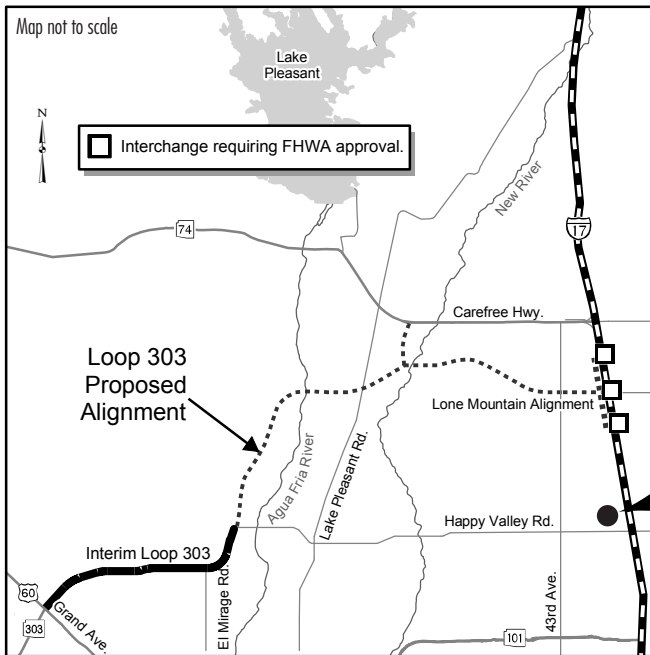 Map not to scale
Lake
Pleasant
N
Interchange requiring FHWA approval.
New River
74
17
Carefree Hwy.
Loop 303
Proposed
Alignment
Lone Mountain Alignment
Agua Fria River
Lake Pleasant Rd.
Happy Valley Rd.
Interim Loop 303
El Mirage Rd.
43rd Ave.
60
Grand Ave.
303
101